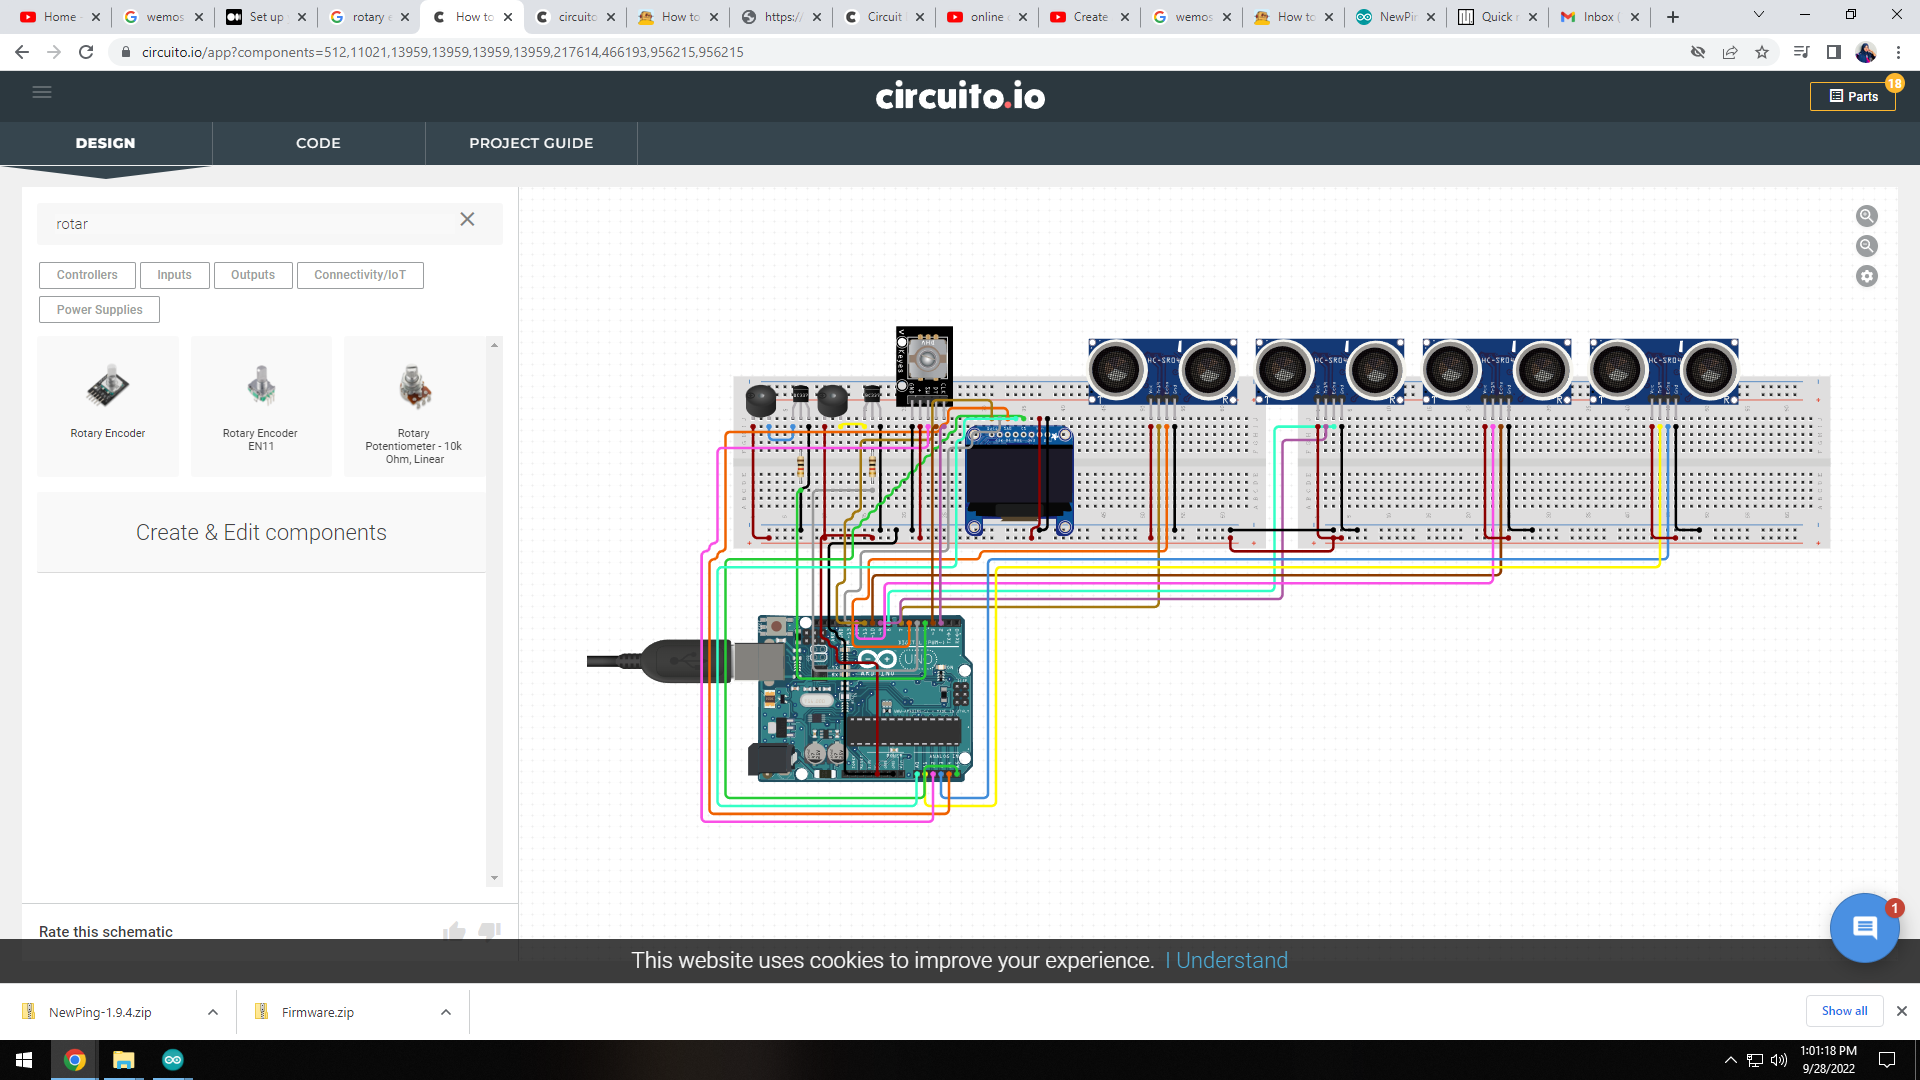 Home -
wemos
Set up
rotary e
How to
circuito
How to
https:/
Circuit
online
Create
wemos
How to
NewPin
Quick r
Inbox (
circuito.io/app?components=512,11021,13959,13959,13959,13959,217614,466193,956215,956215
circuito.io
Parts
18
DESIGN
CODE
PROJECT GUIDE
rotar
Controllers
Inputs
Outputs
Connectivity/IoT
Power Supplies
Rotary Encoder
Rotary Encoder
EN11
Rotary
Potentiometer - 10k
Ohm, Linear
Create & Edit components
Rate this schematic
HC-SR04
HC-SR04
HC-SR04
HC-SR04
Keyes
UNO
1
This website uses cookies to improve your experience. I Understand
NewPing-1.9.4.zip
Firmware.zip
Show all
1:01:18 PM
9/28/2022